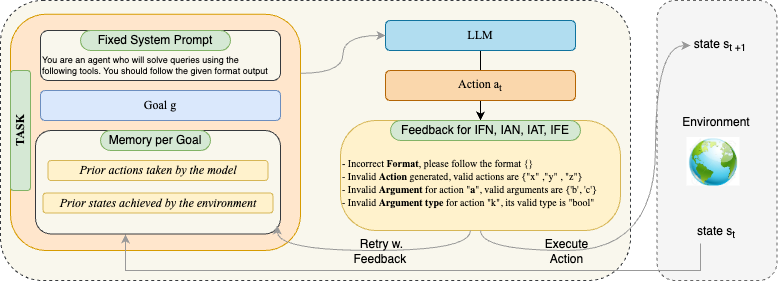 TASK
Fixed System Prompt
You are an agent who will solve queries using the
following tools. You should follow the given format output
Goal g
Memory per Goal
Prior actions taken by the model
Prior states achieved by the environment
LLM
Action a_t
Feedback for IFN, IAN, IAT, IFE
- Incorrect Format, please follow the format {}
- Invalid Action generated, valid actions are {"x" ,"y" , "z"}
- Invalid Argument for action "a", valid arguments are {'b', 'c'}
- Invalid Argument type for action "k", its valid type is "bool"
Retry w.
Feedback
Execute
Action
state s_t+1
Environment
state s_t